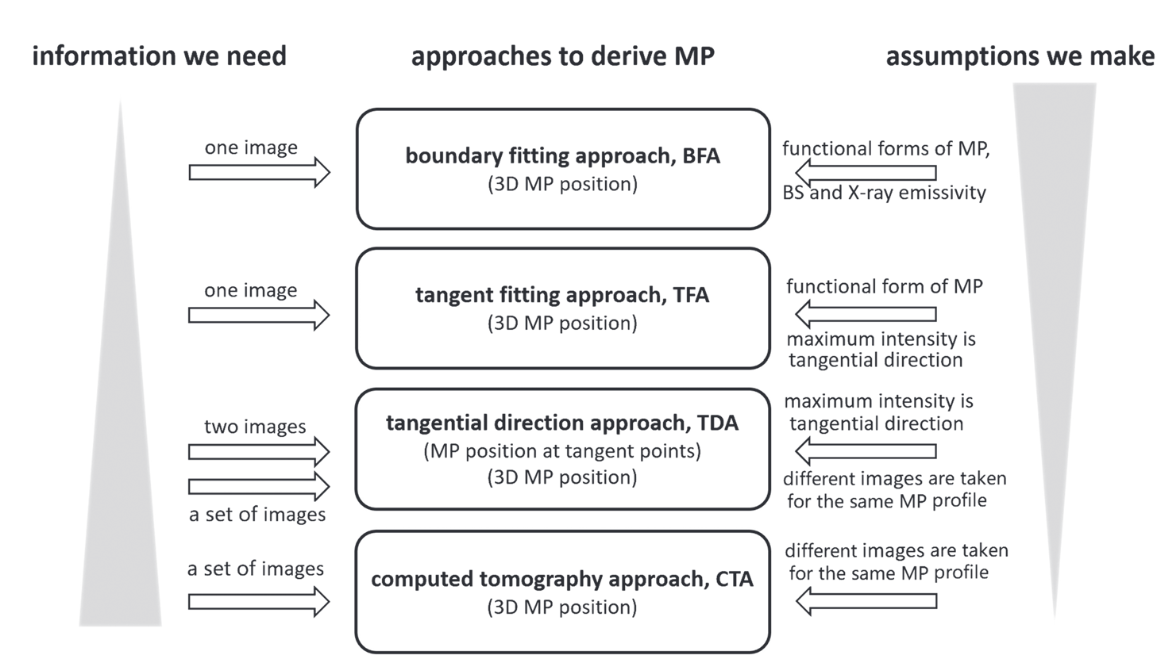 information we need
approaches to derive MP
assumptions we make
one image
boundary fitting approach, BFA
(3D MP position)
functional forms of MP,
BS and X-ray emissivity
one image
tangent fitting approach, TFA
(3D MP position)
functional form of MP
maximum intensity is
tangential direction
two images
a set of images
tangential direction approach, TDA
(MP position at tangent points)
(3D MP position)
maximum intensity is
tangential direction
different images are taken
for the same MP profile
a set of images
computed tomography approach, CTA
(3D MP position)
different images are taken
for the same MP profile